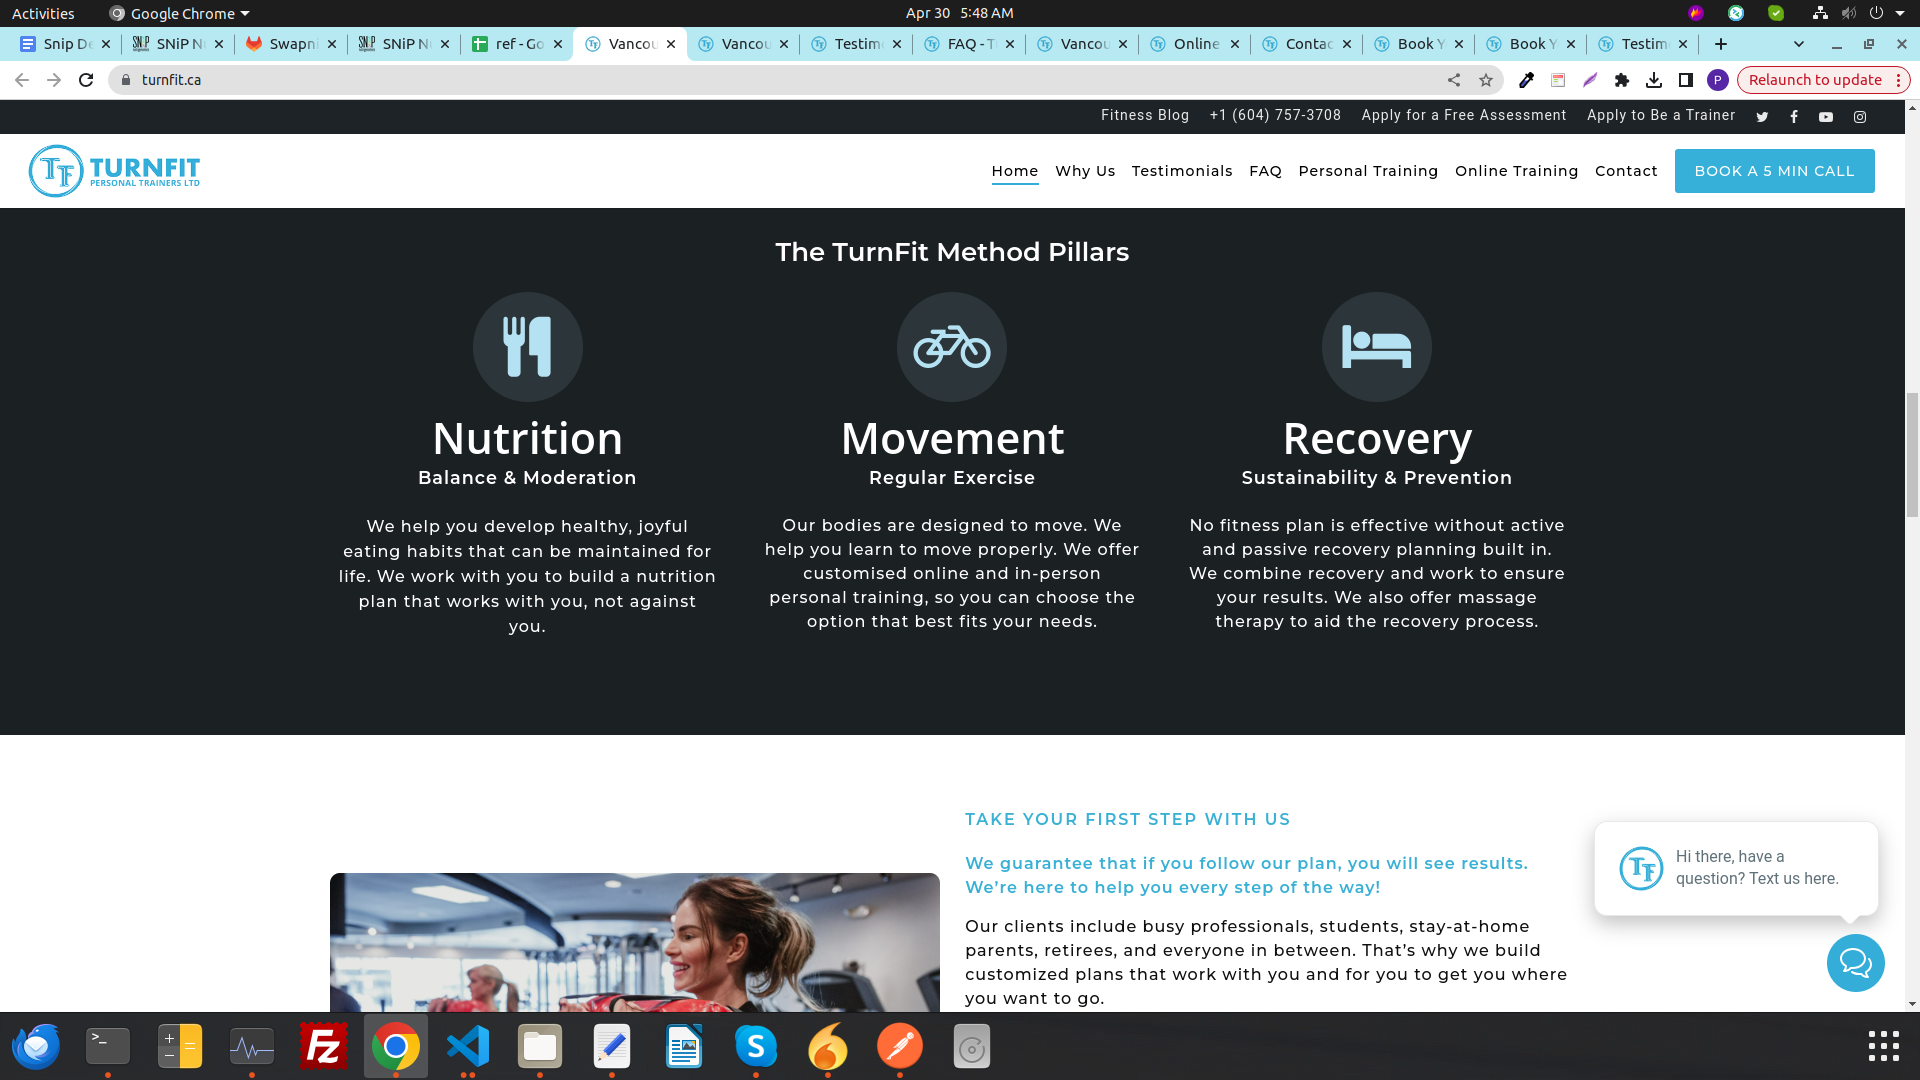 Activities Google Chrome Apr 30 5:48 AM
Snip De SNiP N Swapni SNiP N ref - Go Vancou Vancou Testim FAQ - T Vancou Online Contac Book Y Book Y Testim
turnfit.ca P Relaunch to update
Fitness Blog +1 (604) 757-3708 Apply for a Free Assessment Apply to Be a Trainer
TF TURNFIT
PERSONAL TRAINERS LTD
Home Why Us Testimonials FAQ Personal Training Online Training Contact BOOK A 5 MIN CALL
The TurnFit Method Pillars
Nutrition
Balance & Moderation
We help you develop healthy, joyful
eating habits that can be maintained for
life. We work with you to build a nutrition
plan that works with you, not against
you.
Movement
Regular Exercise
Our bodies are designed to move. We
help you learn to move properly. We offer
customised online and in-person
personal training, so you can choose the
option that best fits your needs.
Recovery
Sustainability & Prevention
No fitness plan is effective without active
and passive recovery planning built in.
We combine recovery and work to ensure
your results. We also offer massage
therapy to aid the recovery process.
TAKE YOUR FIRST STEP WITH US
We guarantee that if you follow our plan, you will see results.
We’re here to help you every step of the way!
Our clients include busy professionals, students, stay-at-home
parents, retirees, and everyone in between. That’s why we build
customized plans that work with you and for you to get you where
you want to go.
TF
Hi there, have a
question? Text us here.